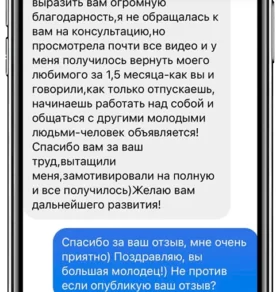 выразить вам огромную
благодарность,я не обращалась к
вам на консультацию,но
просмотрела почти все видео и у
меня получилось вернуть моего
любимого за 1,5 месяца-как вы и
говорили,как только отпускаешь,
начинаешь работать над собой и
общаться с другими молодыми
людьми-человек объявляется!
Спасибо вам за ваш
труд,вытащили
меня,замотивировали на полную
и все получилось)Желаю вам
дальнейшего развития!
Спасибо за ваш отзыв, мне очень
приятно) Поздравляю, вы
большая молодец!) Не против
если опубликую ваш отзыв?